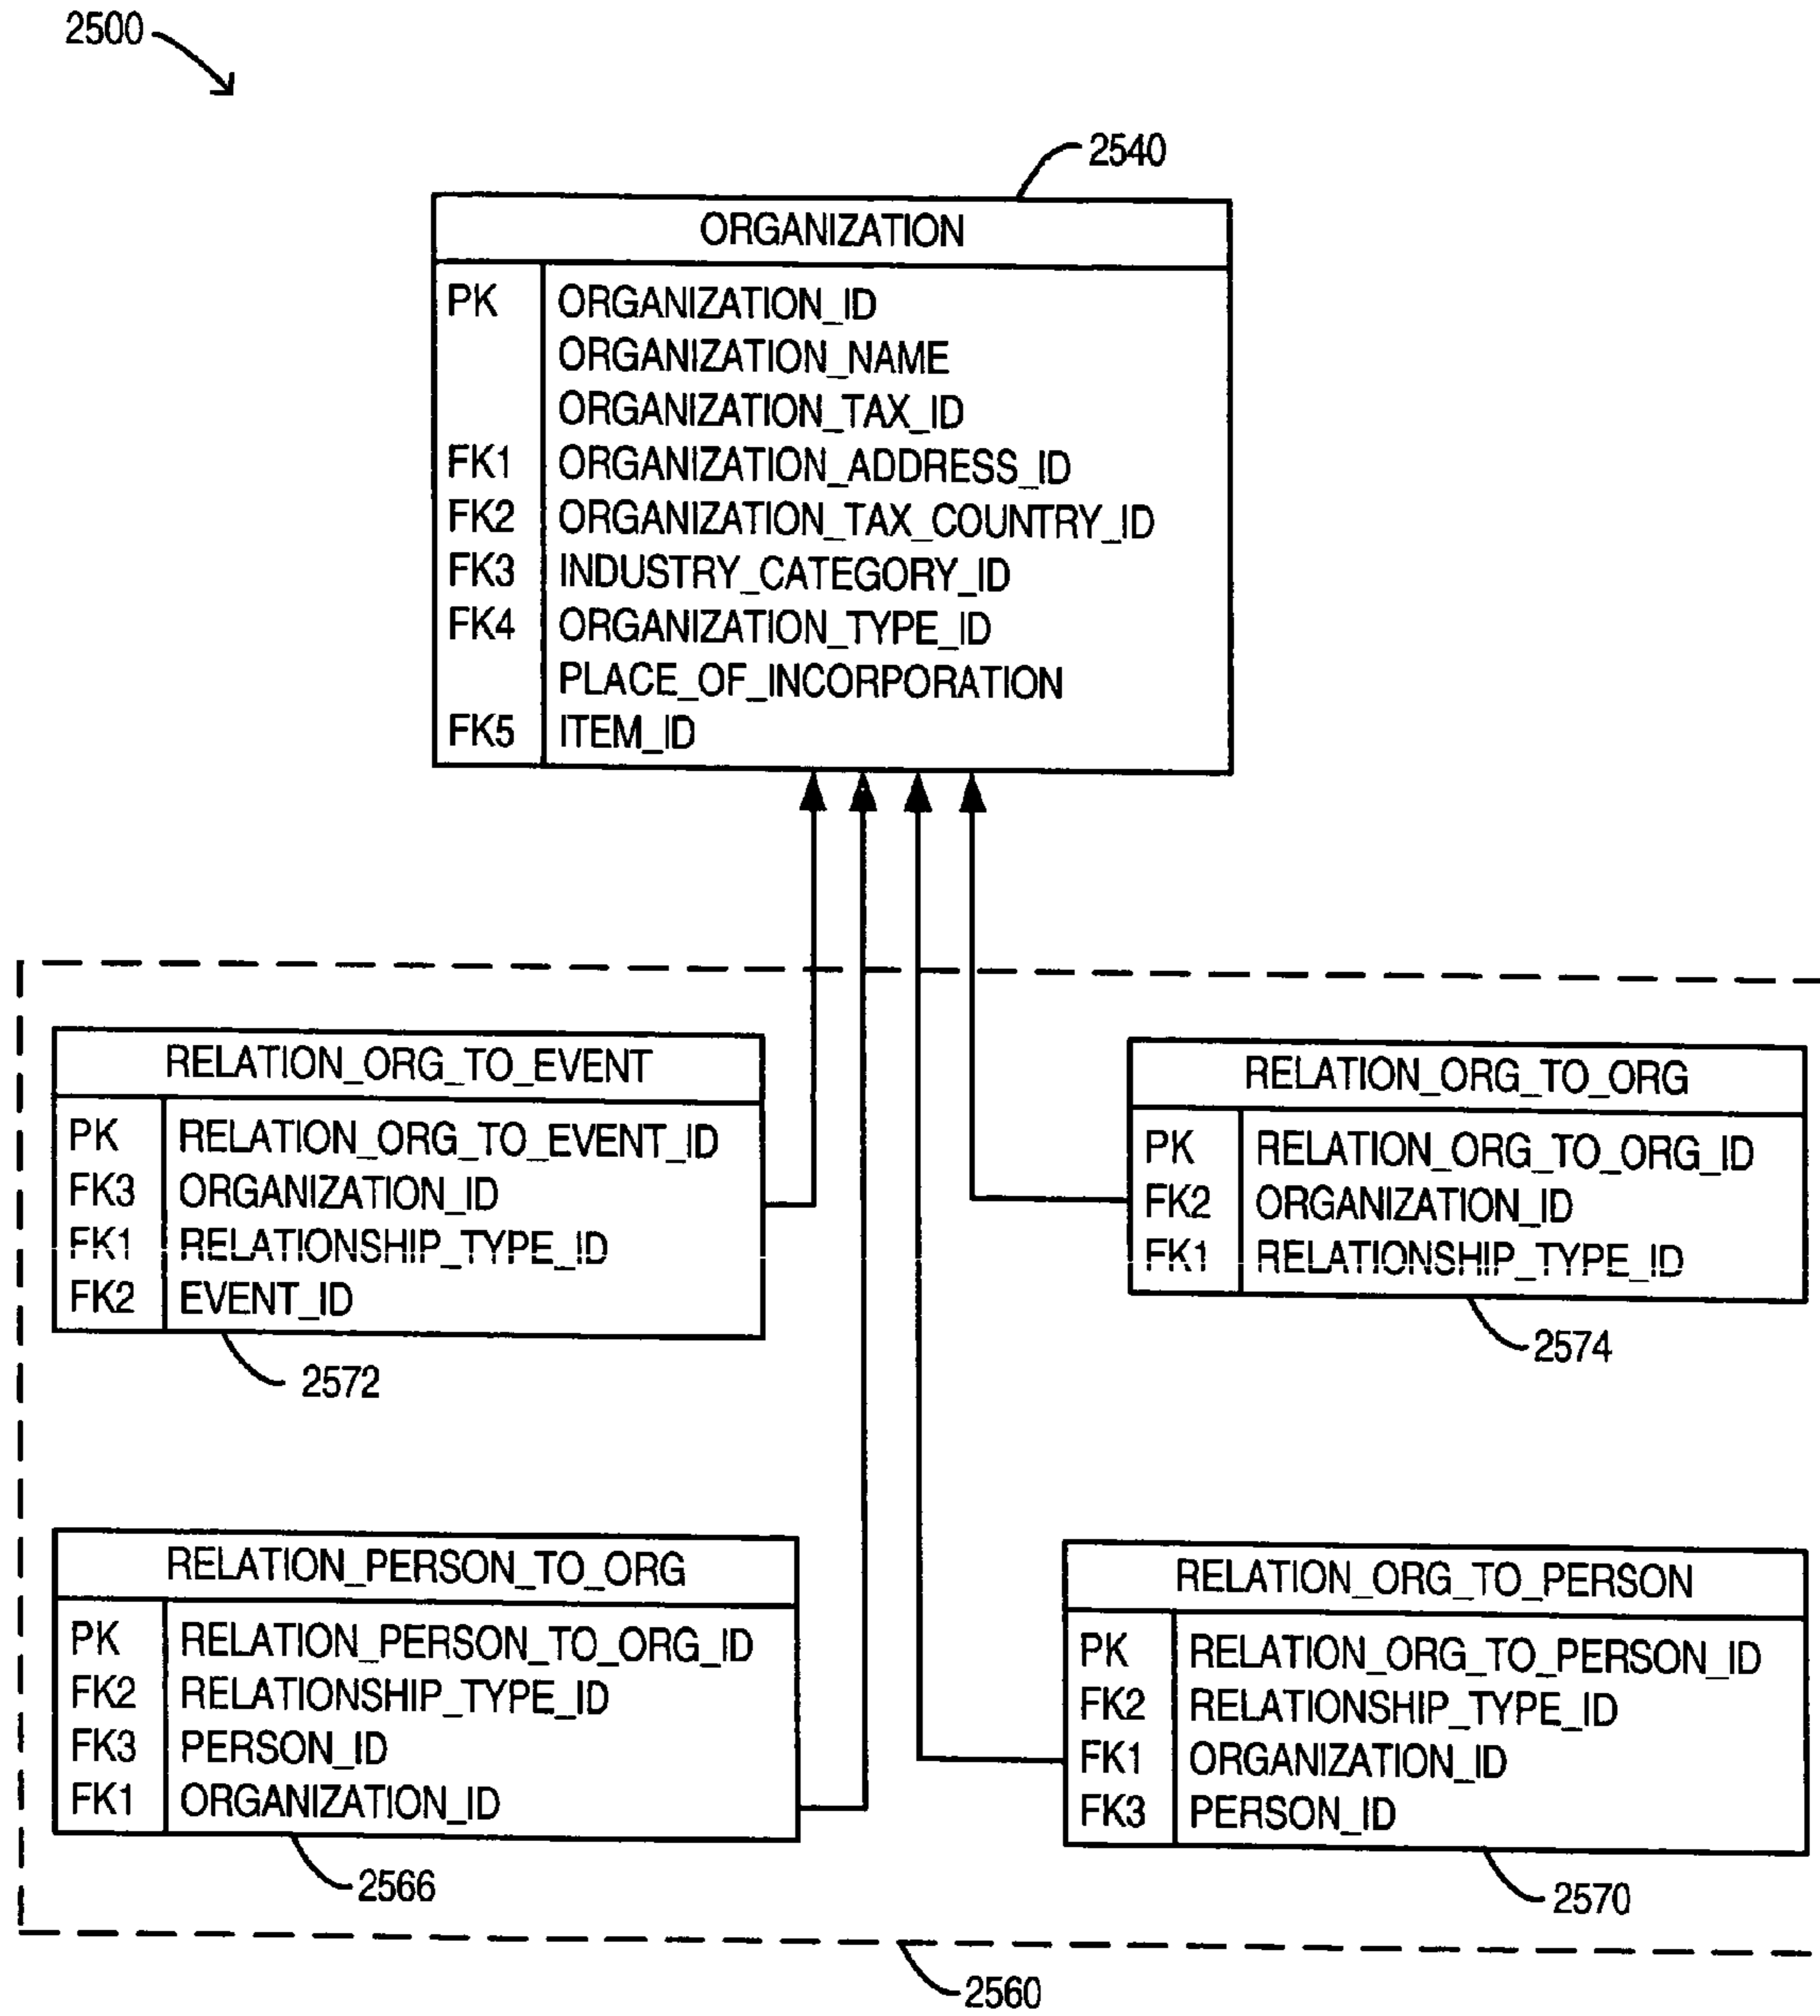 2500
2540
ORGANIZATION
PK ORGANIZATION_ID
ORGANIZATION_NAME
ORGANIZATION_TAX_ID
FK1 ORGANIZATION_ADDRESS_ID
FK2 ORGANIZATION_TAX_COUNTRY_ID
FK3 INDUSTRY_CATEGORY_ID
FK4 ORGANIZATION_TYPE_ID
PLACE_OF_INCORPORATION
FK5 ITEM_ID
RELATION_ORG_TO_EVENT
PK RELATION_ORG_TO_EVENT_ID
FK3 ORGANIZATION_ID
FK1 RELATIONSHIP_TYPE_ID
FK2 EVENT_ID
2572
RELATION_ORG_TO_ORG
PK RELATION_ORG_TO_ORG_ID
FK2 ORGANIZATION_ID
FK1 RELATIONSHIP_TYPE_ID
2574
RELATION_PERSON_TO_ORG
PK RELATION_PERSON_TO_ORG_ID
FK2 RELATIONSHIP_TYPE_ID
FK3 PERSON_ID
FK1 ORGANIZATION_ID
2566
RELATION_ORG_TO_PERSON
PK RELATION_ORG_TO_PERSON_ID
FK2 RELATIONSHIP_TYPE_ID
FK1 ORGANIZATION_ID
FK3 PERSON_ID
2570
2560